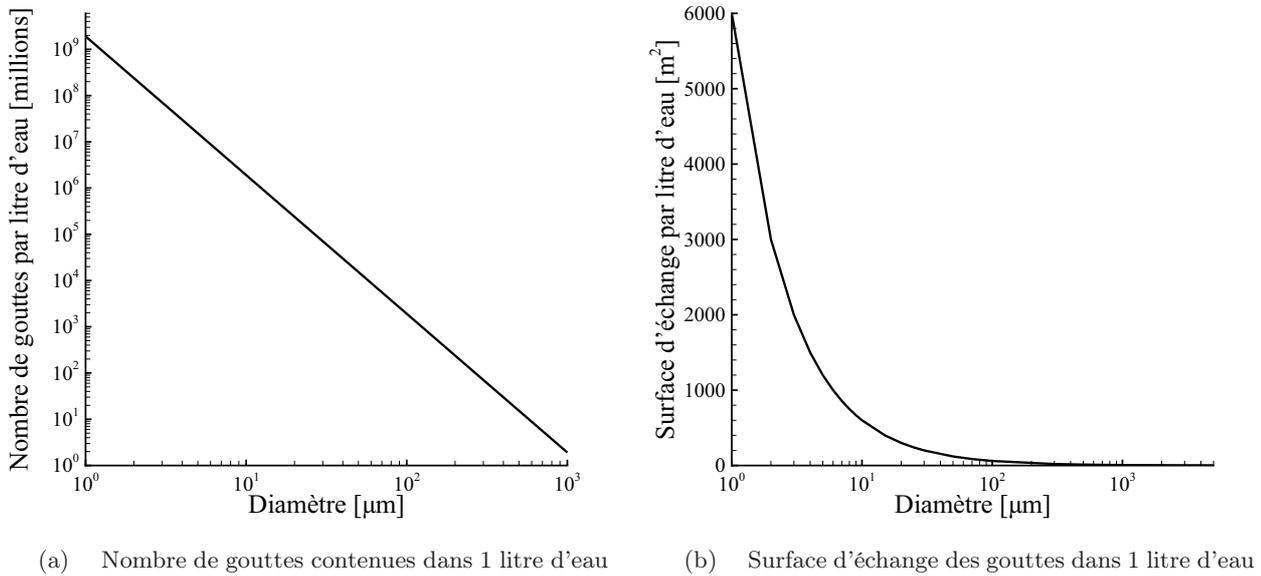 Nombre de gouttes par litre d'eau [millions]
10⁹
10⁸
10⁷
10⁶
10⁵
10⁴
10³
10²
10¹
10⁰
10⁰ 10¹ 10² 10³
Diamètre [µm]
(a) Nombre de gouttes contenues dans 1 litre d'eau
Surface d'échange par litre d'eau [m²]
6000
5000
4000
3000
2000
1000
0
10⁰ 10¹ 10² 10³
Diamètre [µm]
(b) Surface d'échange des gouttes dans 1 litre d'eau